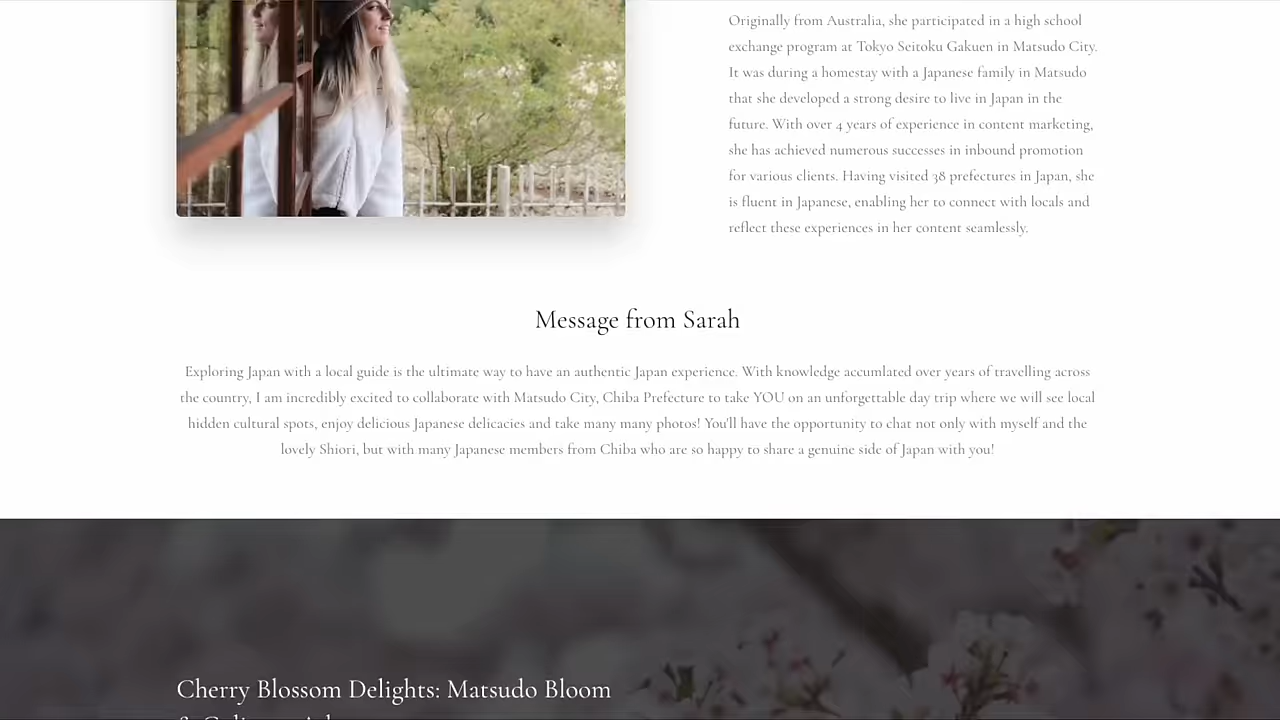 Originally from Australia, she participated in a high school
exchange program at Tokyo Seitoku Gakuen in Matsudo City.
It was during a homestay with a Japanese family in Matsudo
that she developed a strong desire to live in Japan in the
future. With over 4 years of experience in content marketing,
she has achieved numerous successes in inbound promotion
for various clients. Having visited 38 prefectures in Japan, she
is fluent in Japanese, enabling her to connect with locals and
reflect these experiences in her content seamlessly.
Message from Sarah
Exploring Japan with a local guide is the ultimate way to have an authentic Japan experience. With knowledge accumlated over years of travelling across
the country, I am incredibly excited to collaborate with Matsudo City, Chiba Prefecture to take YOU on an unforgettable day trip where we will see local
hidden cultural spots, enjoy delicious Japanese delicacies and take many many photos! You'll have the opportunity to chat not only with myself and the
lovely Shiori, but with many Japanese members from Chiba who are so happy to share a genuine side of Japan with you!
Cherry Blossom Delights: Matsudo Bloom